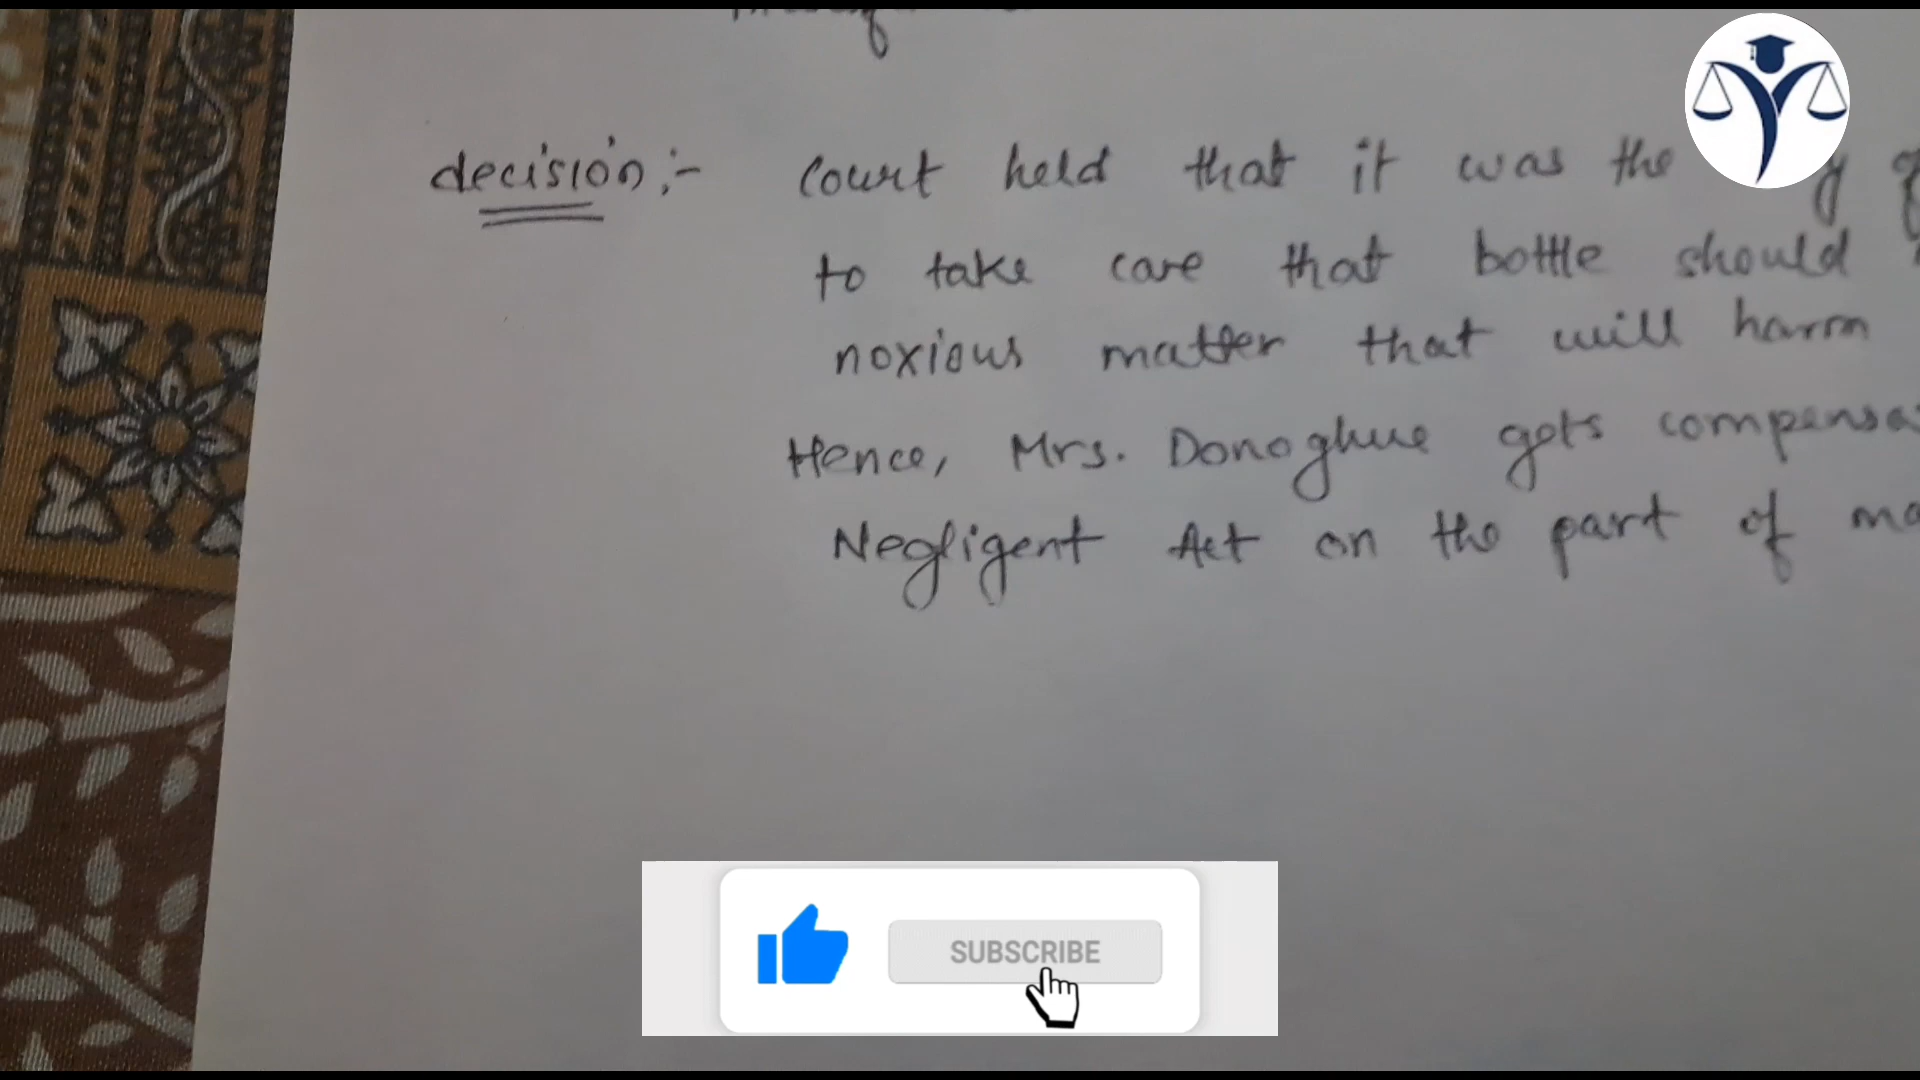 decision:- Court held that it was the
to take care that bottle should
noxious matter that will harm
Hence, Mrs. Donoghue gets
Negligent Act on the part of
SUBSCRIBE